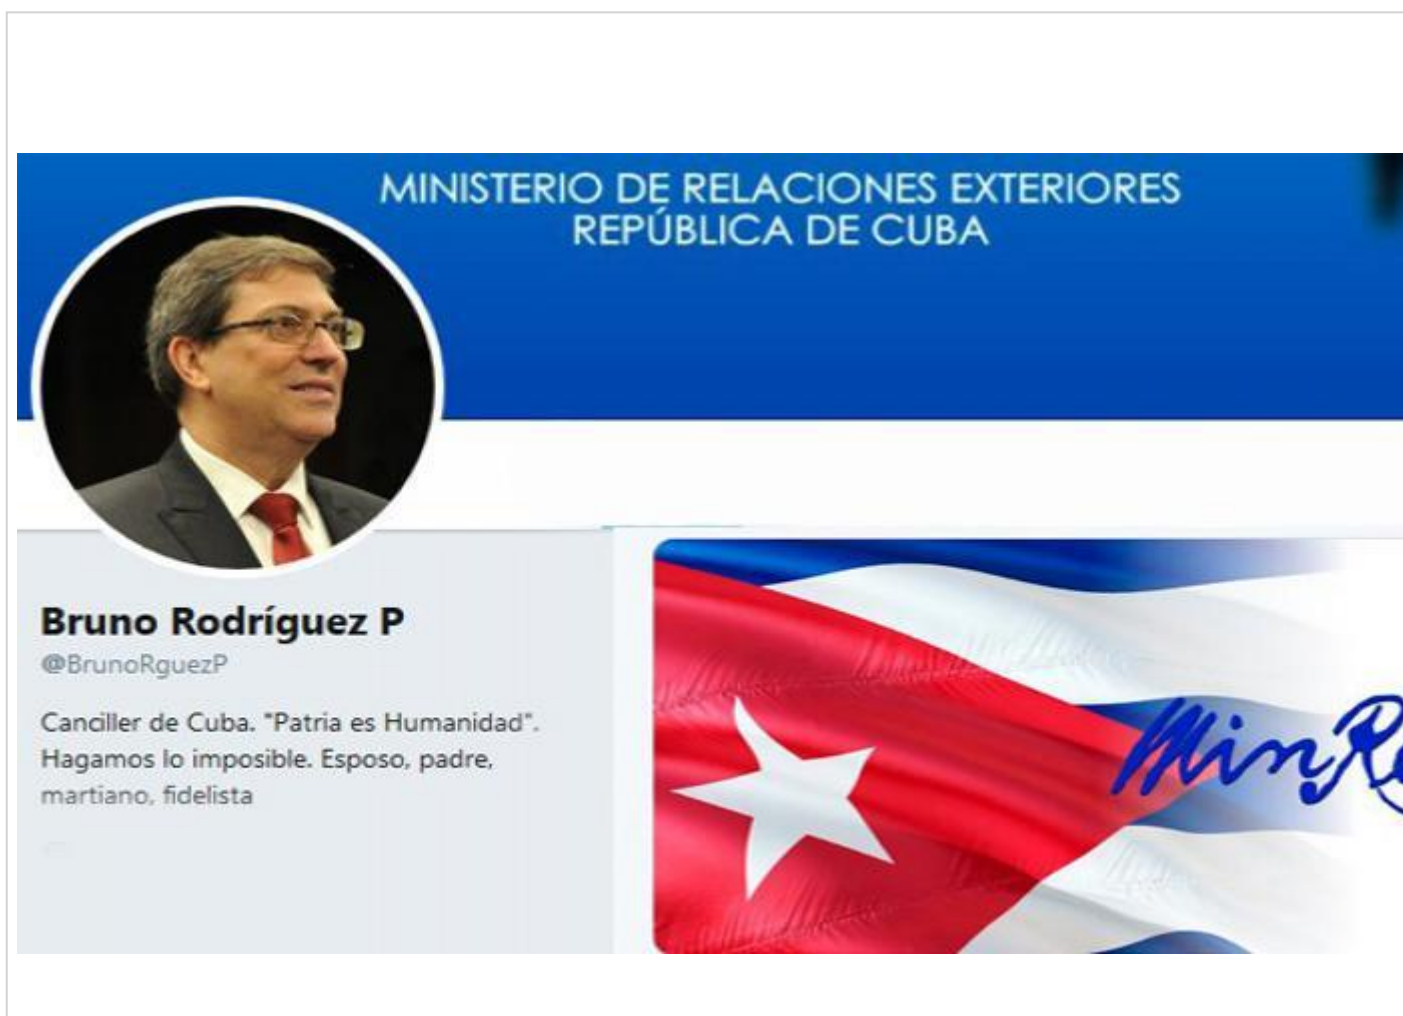 MINISTERIO DE RELACIONES EXTERIORES
REPÚBLICA DE CUBA
Bruno Rodríguez P
@BrunoRguezP
Canciller de Cuba. "Patria es Humanidad".
Hagamos lo imposible. Esposo, padre,
martiano, fidelista
MinRe